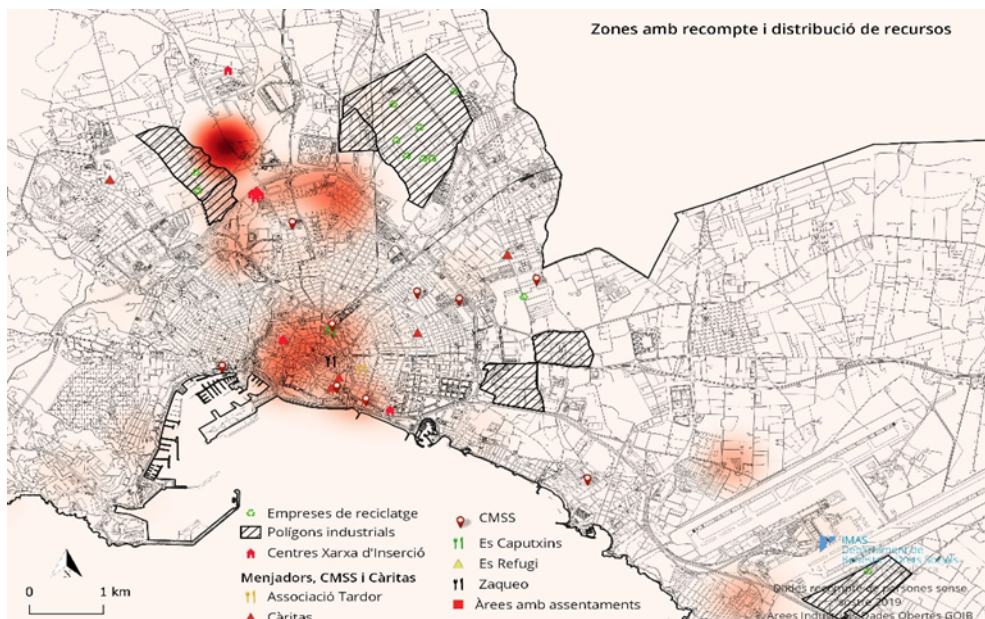 Zones amb recompte i distribució de recursos
Empreses de reciclatge
Polígons industrials
Centres Xarxa d'Inserció
Menjadors, CMSS i Càritas
Associació Tardor
Càritas
CMSS
Es Caputxins
Es Refugi
Zaqueo
Àrees amb assentaments
0 1 km
IMAS
Departament de
recompte de persones sense
sostre 2019
Àrees Dades Obertes GOIB